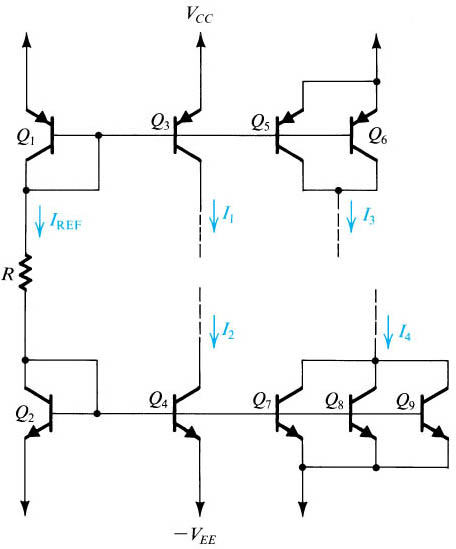 V_CC
Q_1
Q_3
Q_5
Q_6
I_REF
I_1
I_3
R
I_2
I_4
Q_2
Q_4
Q_7
Q_8
Q_9
−V_EE